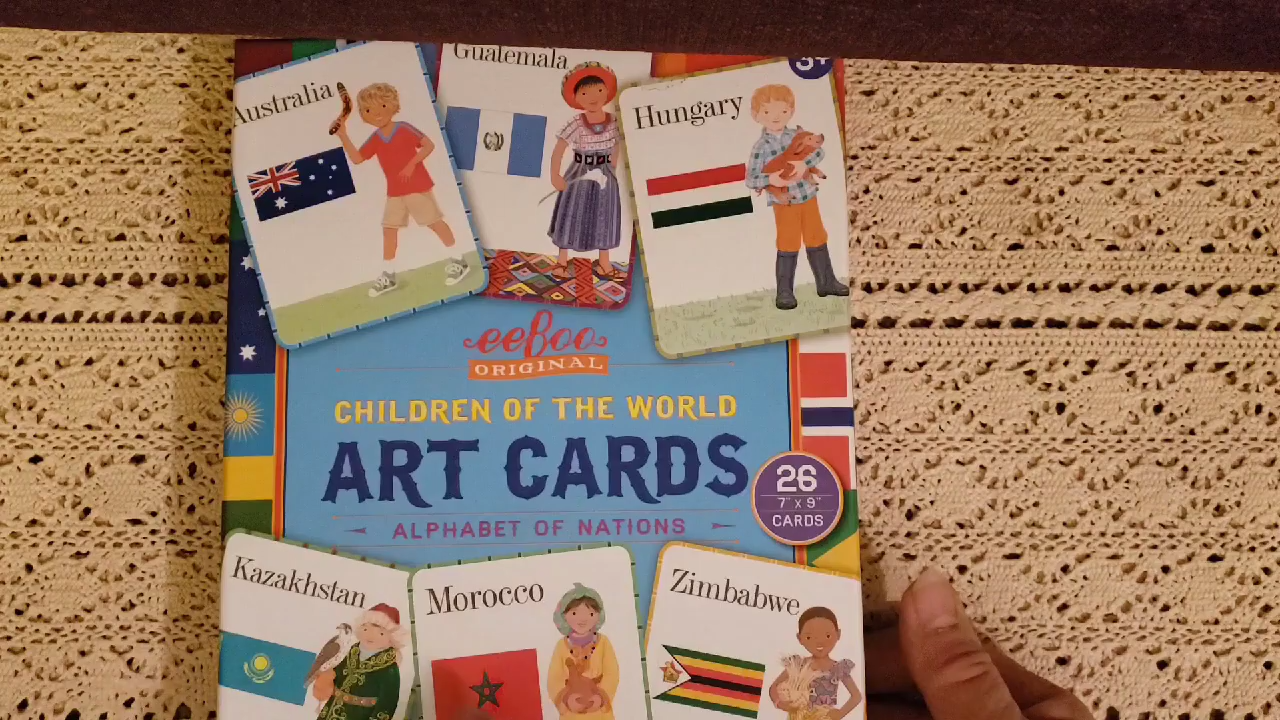 Australia
Guatemala
Hungary
3+
eeBoo
ORIGINAL
CHILDREN OF THE WORLD
ART CARDS
ALPHABET OF NATIONS
26
7" x 9"
CARDS
Kazakhstan
Morocco
Zimbabwe